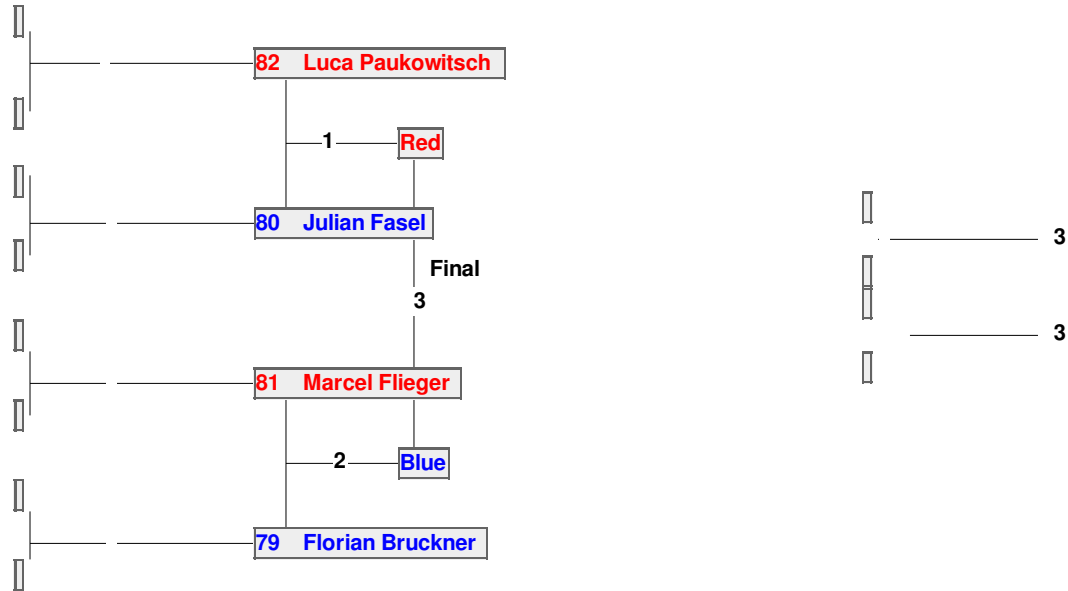 82 Luca Paukowitsch
1
Red
80 Julian Fasel
3
Final
3
3
81 Marcel Flieger
2
Blue
79 Florian Bruckner